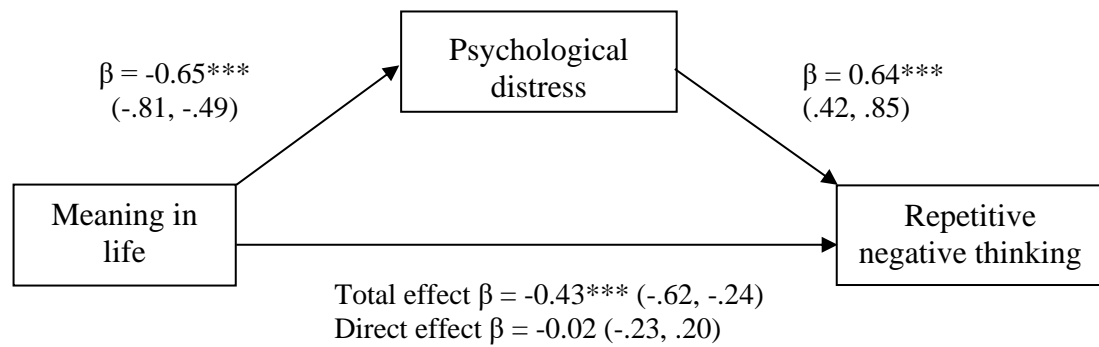 Psychological
distress
β = -0.65***
(-.81, -.49)
β = 0.64***
(.42, .85)
Meaning in
life
Repetitive
negative thinking
Total effect β = -0.43*** (-.62, -.24)
Direct effect β = -0.02 (-.23, .20)